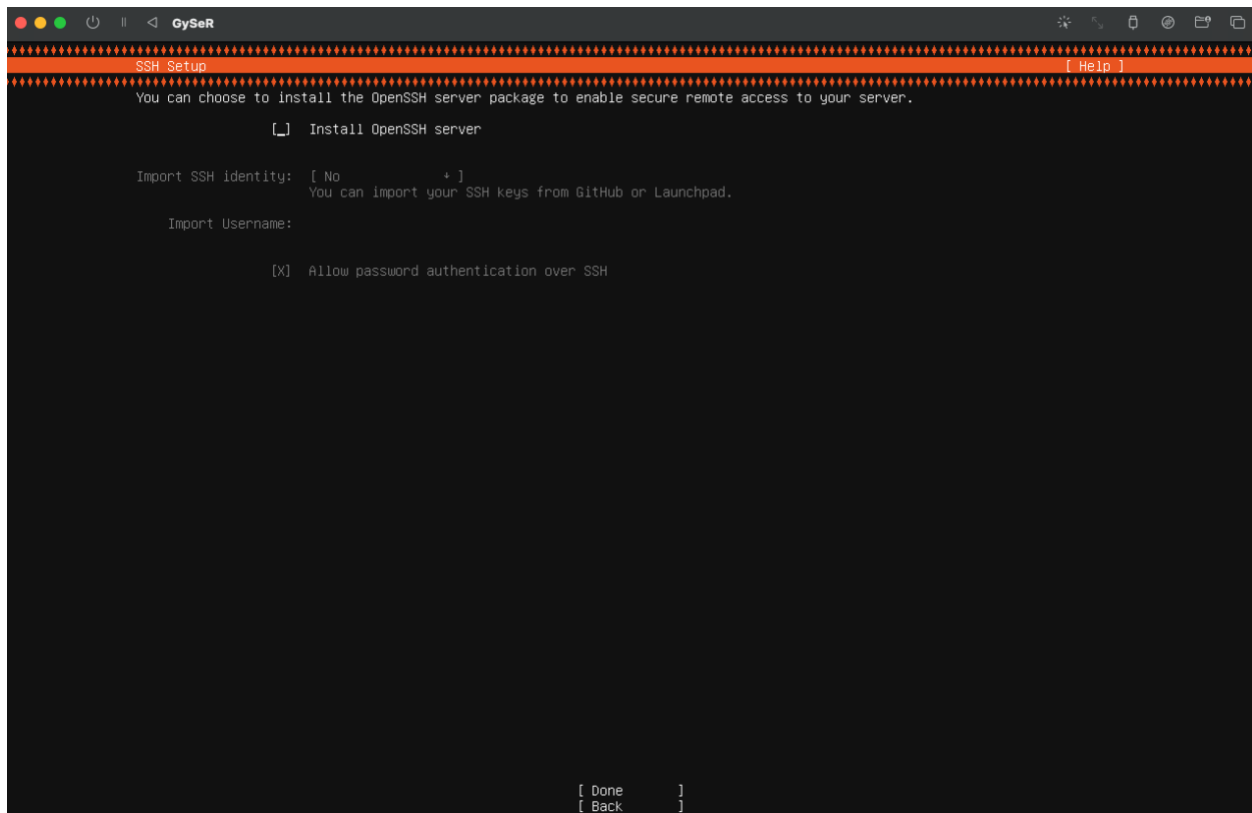 GySeR
SSH Setup [ Help ]
You can choose to install the OpenSSH server package to enable secure remote access to your server.
[_] Install OpenSSH server
Import SSH identity: [ No ]
You can import your SSH keys from GitHub or Launchpad.
Import Username:
[X] Allow password authentication over SSH
[ Done ]
[ Back ]